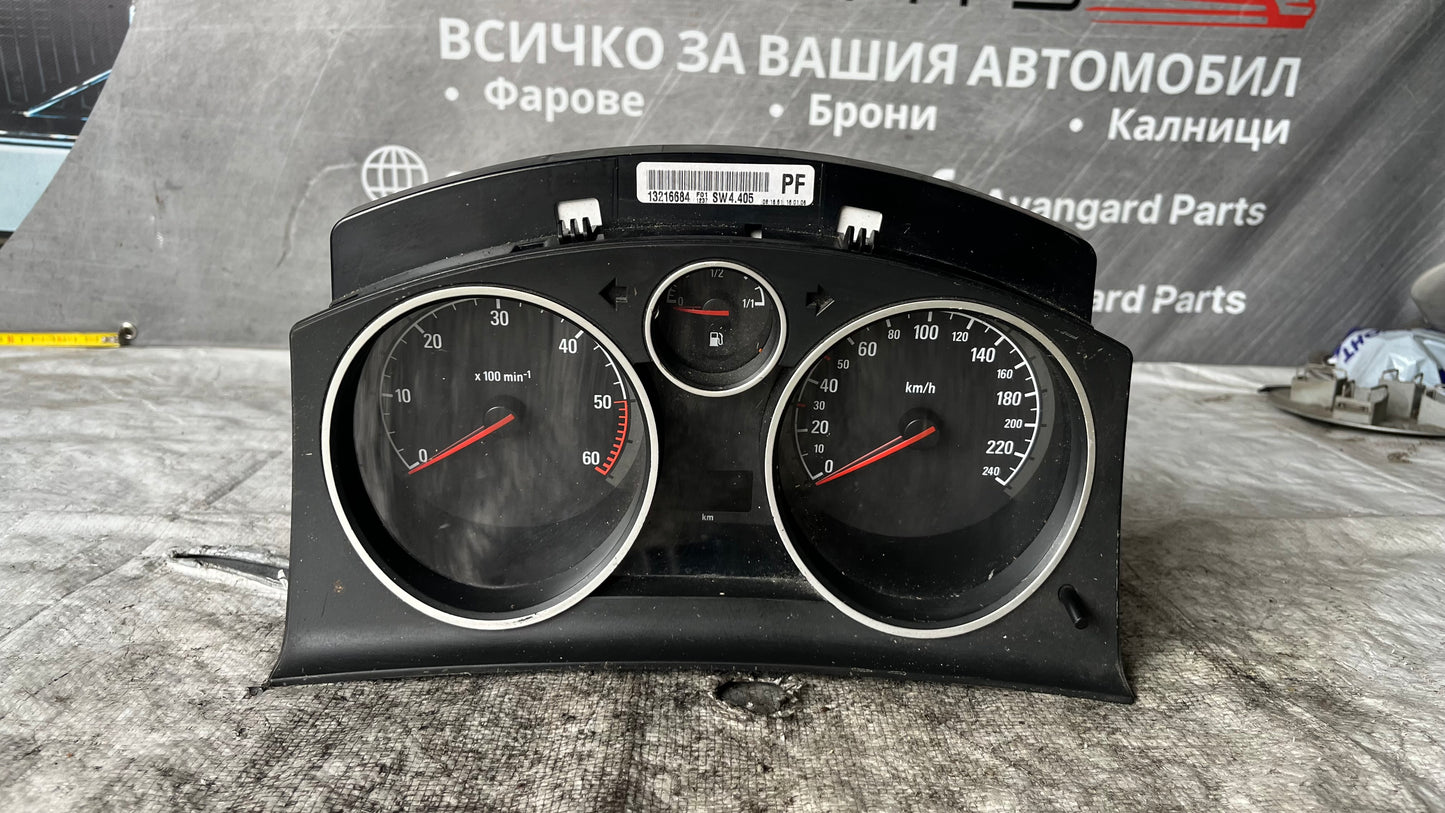 ВСИЧКО ЗА ВАШИЯ АВТОМОБИЛ
• Фарове • Брони • Калници
Avangard Parts
ard Parts
PF
13216684 SW4.405
1/2
0 1/1
0 10 20 30 40 50 60
x 100 min⁻¹
0 10 20 30 40 50 60 80 100 120 140 160 180 200 220 240
km/h
km